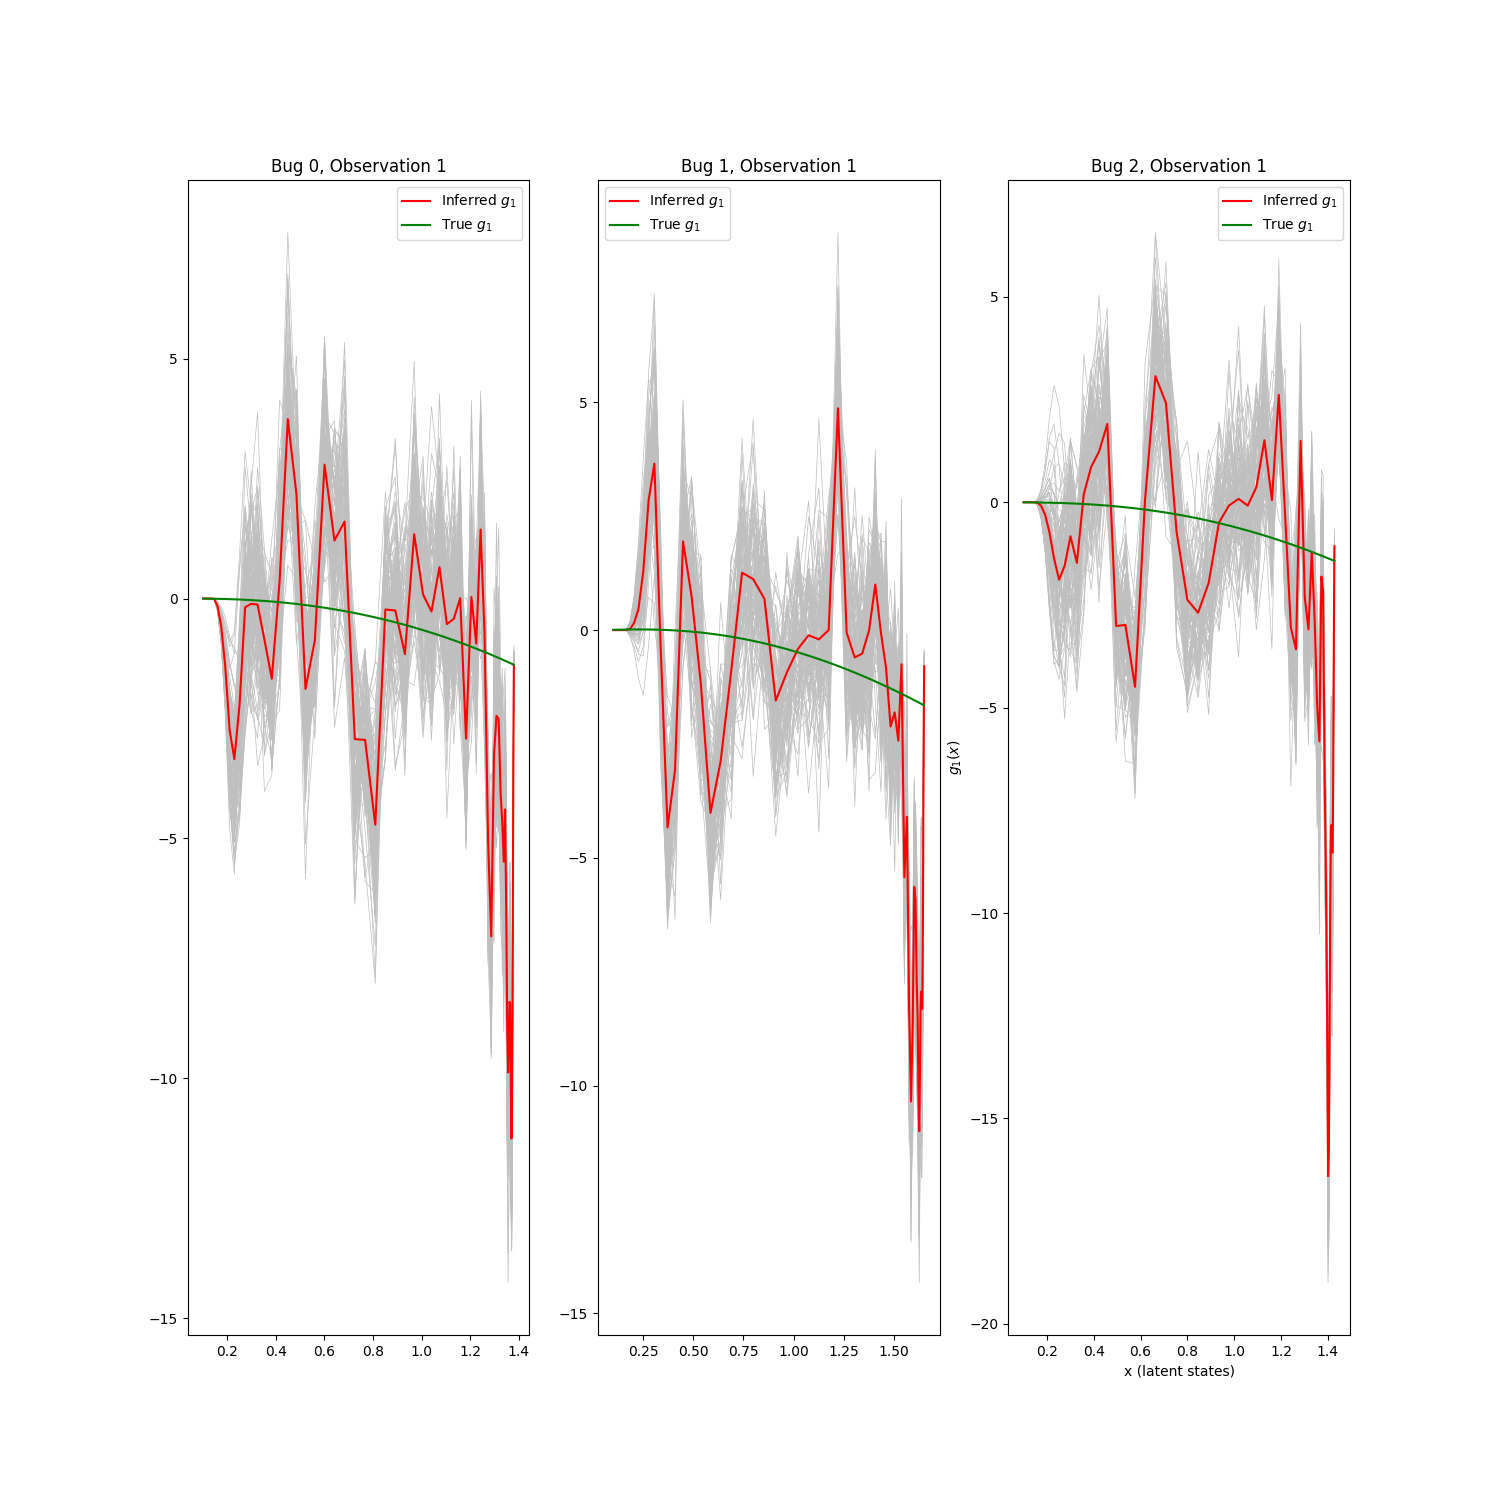 Bug 0, Observation 1
Inferred g₁
True g₁
5
0
−5
−10
−15
0.2 0.4 0.6 0.8 1.0 1.2 1.4
Bug 1, Observation 1
Inferred g₁
True g₁
5
0
−5
−10
−15
0.25 0.50 0.75 1.00 1.25 1.50
Bug 2, Observation 1
Inferred g₁
True g₁
g₁(x)
5
0
−5
−10
−15
−20
0.2 0.4 0.6 0.8 1.0 1.2 1.4
x (latent states)